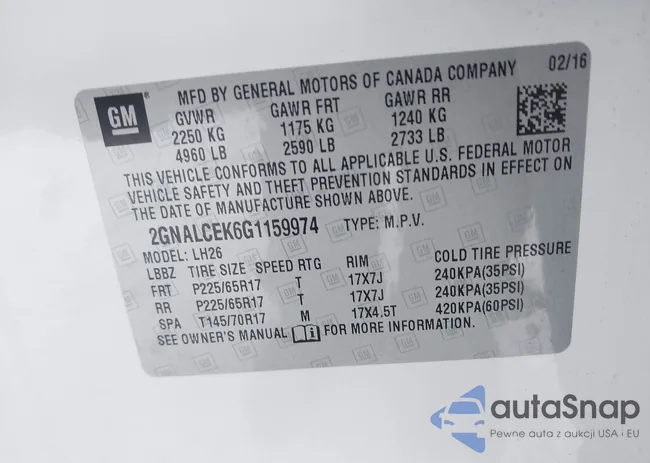 GM
MFD BY GENERAL MOTORS OF CANADA COMPANY 02/16
GVWR GAWR FRT GAWR RR
2250 KG 1175 KG 1240 KG
4960 LB 2590 LB 2733 LB
THIS VEHICLE CONFORMS TO ALL APPLICABLE U.S. FEDERAL MOTOR
VEHICLE SAFETY AND THEFT PREVENTION STANDARDS IN EFFECT ON
THE DATE OF MANUFACTURE SHOWN ABOVE.
2GNALCEK6G1159974 TYPE: M.P.V.
MODEL: LH26
LBBZ TIRE SIZE SPEED RTG RIM COLD TIRE PRESSURE
FRT P225/65R17 T 17X7J 240KPA(35PSI)
RR P225/65R17 T 17X7J 240KPA(35PSI)
SPA T145/70R17 M 17X4.5T 420KPA(60PSI)
SEE OWNER'S MANUAL FOR MORE INFORMATION.
autaSnap
Pewne auta z aukcji USA i EU